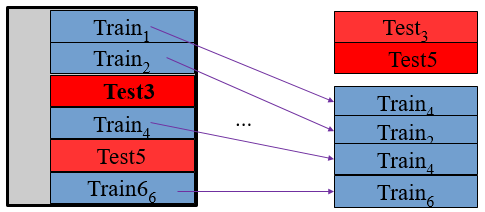 Train₁
Train₂
Test3
Train₄
Test5
Train6₆
...
Test₃
Test5
Train₄
Train₂
Train₄
Train₆